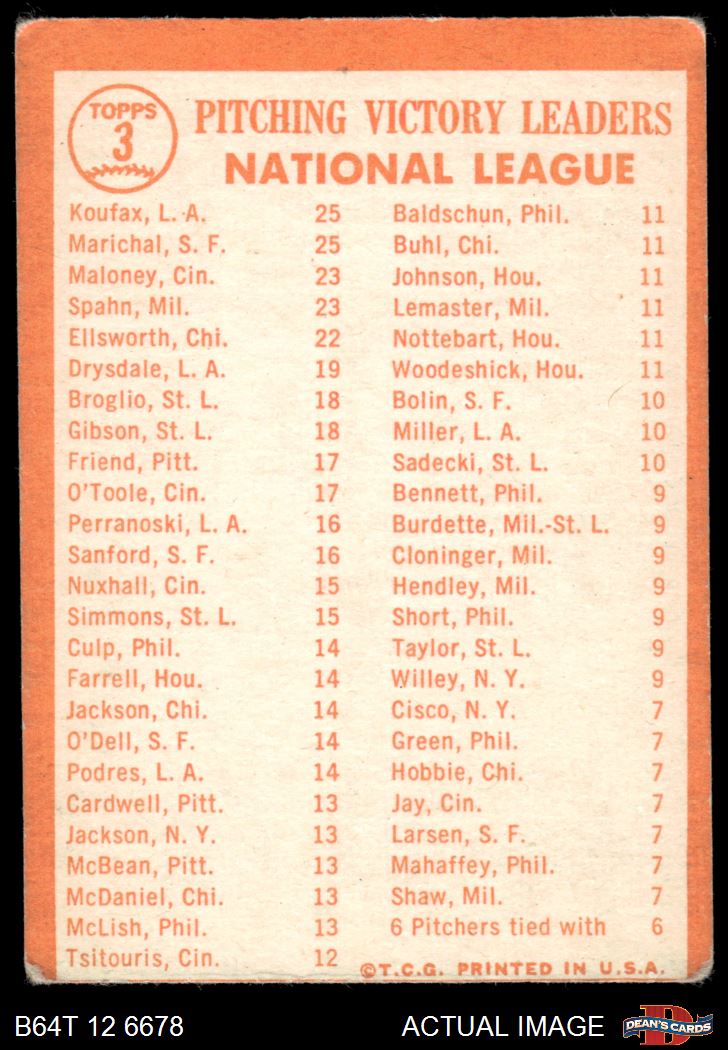 TOPPS
3
PITCHING VICTORY LEADERS
NATIONAL LEAGUE
Koufax, L. A. 25
Marichal, S. F. 25
Maloney, Cin. 23
Spahn, Mil. 23
Ellsworth, Chi. 22
Drysdale, L. A. 19
Broglio, St. L. 18
Gibson, St. L. 18
Friend, Pitt. 17
O'Toole, Cin. 17
Perranoski, L. A. 16
Sanford, S. F. 16
Nuxhall, Cin. 15
Simmons, St. L. 15
Culp, Phil. 14
Farrell, Hou. 14
Jackson, Chi. 14
O'Dell, S. F. 14
Podres, L. A. 14
Cardwell, Pitt. 13
Jackson, N. Y. 13
McBean, Pitt. 13
McDaniel, Chi. 13
McLish, Phil. 13
Tsitouris, Cin. 12
Baldschun, Phil. 11
Buhl, Chi. 11
Johnson, Hou. 11
Lemaster, Mil. 11
Nottebart, Hou. 11
Woodeshick, Hou. 11
Bolin, S. F. 10
Miller, L. A. 10
Sadecki, St. L. 10
Bennett, Phil. 9
Burdette, Mil.-St. L. 9
Cloninger, Mil. 9
Hendley, Mil. 9
Short, Phil. 9
Taylor, St. L. 9
Willey, N. Y. 9
Cisco, N. Y. 7
Green, Phil. 7
Hobbie, Chi. 7
Jay, Cin. 7
Larsen, S. F. 7
Mahaffey, Phil. 7
Shaw, Mil. 7
6 Pitchers tied with 6
©T.C.G. PRINTED IN U.S.A.
B64T 12 6678
ACTUAL IMAGE
D
DEAN'S CARDS